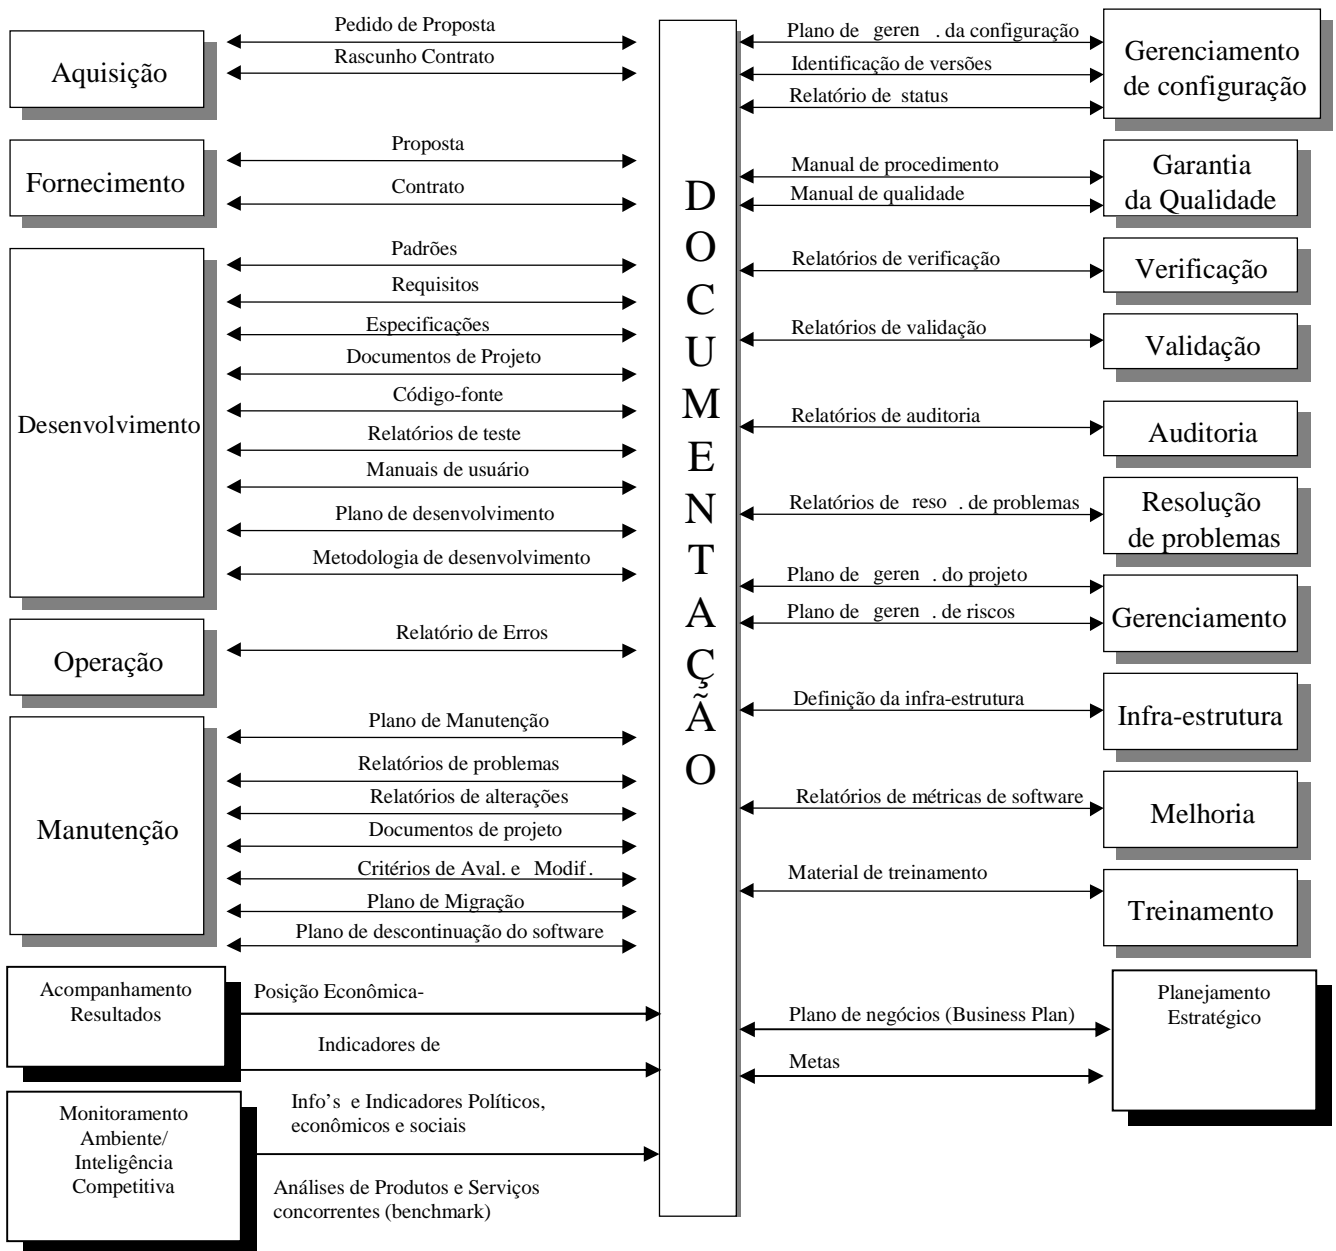 Aquisição
Pedido de Proposta
Rascunho Contrato
Fornecimento
Proposta
Contrato
Desenvolvimento
Padrões
Requisitos
Especificações
Documentos de Projeto
Código-fonte
Relatórios de teste
Manuais de usuário
Plano de desenvolvimento
Metodologia de desenvolvimento
Operação
Relatório de Erros
Manutenção
Plano de Manutenção
Relatórios de problemas
Relatórios de alterações
Documentos de projeto
Critérios de Aval. e Modif.
Plano de Migração
Plano de descontinuação do software
Acompanhamento
Resultados
Posição Econômica-
Indicadores de
Monitoramento
Ambiente/
Inteligência
Competitiva
Info's e Indicadores Políticos,
econômicos e sociais
Análises de Produtos e Serviços
concorrentes (benchmark)
D
O
C
U
M
E
N
T
A
Ç
Ã
O
Plano de geren . da configuração
Identificação de versões
Relatório de status
Gerenciamento
de configuração
Manual de procedimento
Manual de qualidade
Garantia
da Qualidade
Relatórios de verificação
Verificação
Relatórios de validação
Validação
Relatórios de auditoria
Auditoria
Relatórios de reso . de problemas
Resolução
de problemas
Plano de geren . do projeto
Plano de geren . de riscos
Gerenciamento
Definição da infra-estrutura
Infra-estrutura
Relatórios de métricas de software
Melhoria
Material de treinamento
Treinamento
Plano de negócios (Business Plan)
Metas
Planejamento
Estratégico